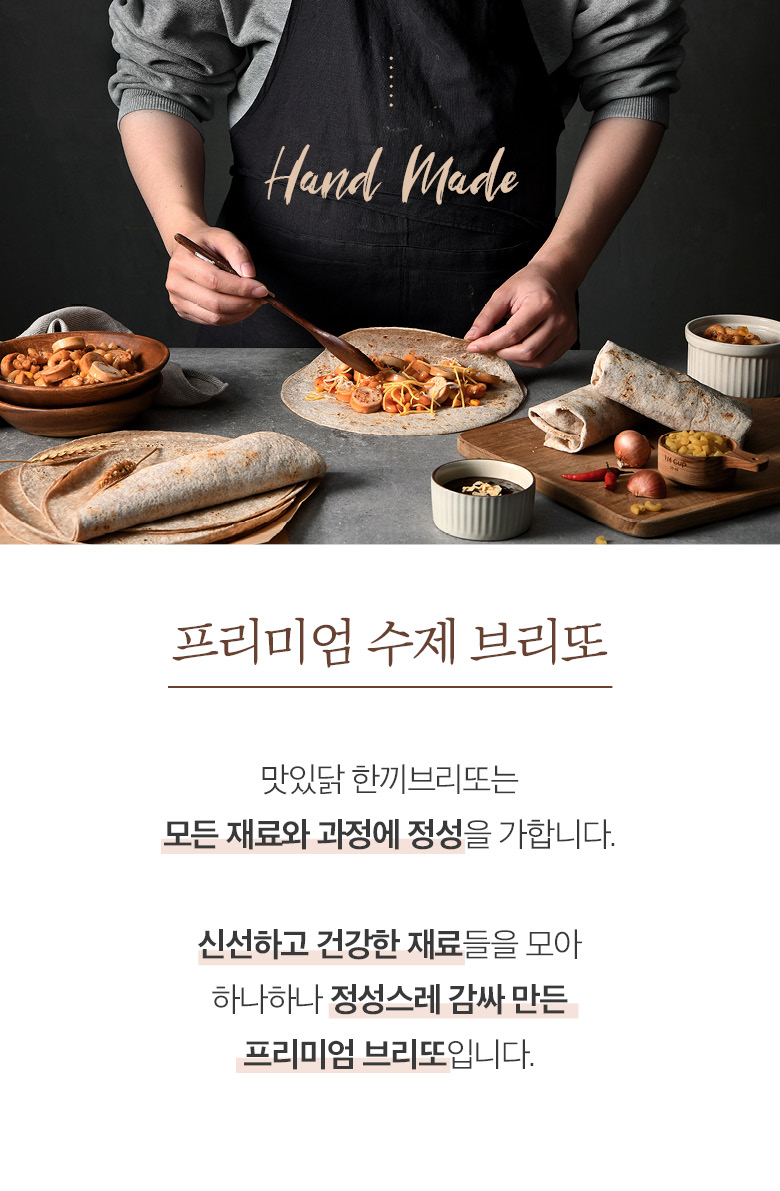 Hand Made
1/4 CUP
프리미엄 수제 브리또
맛있닭 한끼브리또는
모든 재료와 과정에 정성을 가합니다.
신선하고 건강한 재료들을 모아
하나하나 정성스레 감싸 만든
프리미엄 브리또입니다.